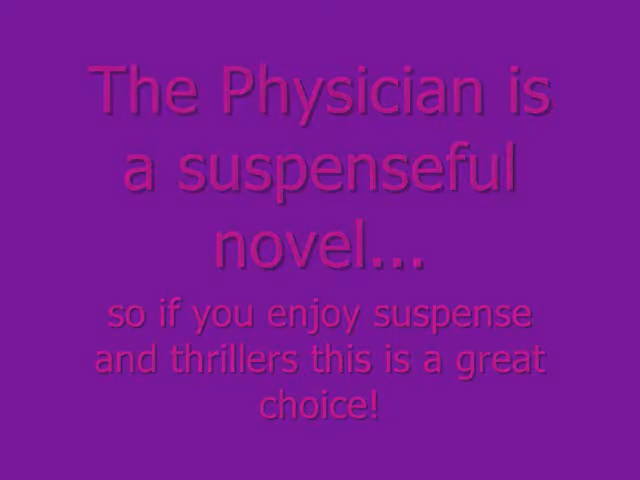 The Physician is
a suspenseful
novel...
so if you enjoy suspense
and thrillers this is a great
choice!